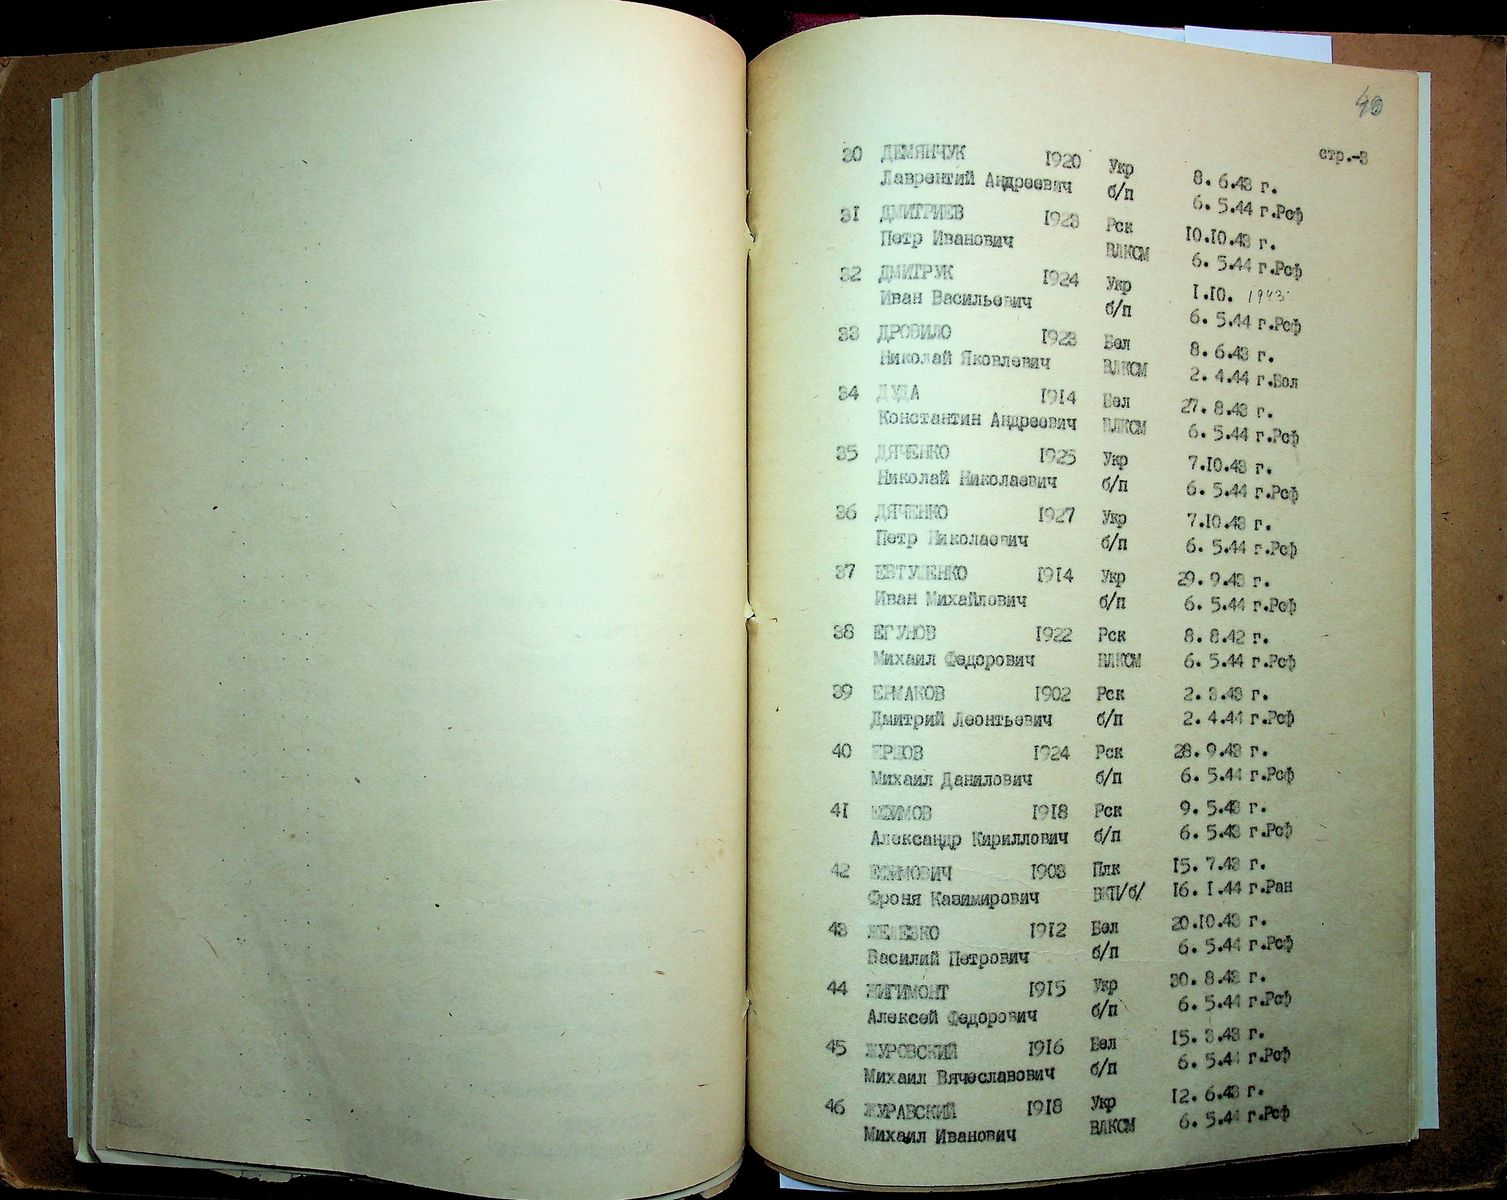 40
стр.-3
30 ДЕМЯНЧУК 1920 Укр 8. 6.43 г.
Лаврентий Андреевич б/п 6. 5.44 г.Рсф
31 ДМИТРИЕВ 1923 Рск 10.10.43 г.
Петр Иванович ВЛКСМ 6. 5.44 г.Рсф
32 ДМИТРУК 1924 Укр 1.10. 1943
Иван Васильевич б/п 6. 5.44 г.Рсф
33 ДРОВИЛО 1923 Бел 8. 6.43 г.
Николай Яковлевич ВЛКСМ 2. 4.44 г.Бел
34 ДУДА 1914 Бел 27. 8.43 г.
Константин Андреевич ВЛКСМ 6. 5.44 г.Рсф
35 ДЯЧЕНКО 1925 Укр 7.10.43 г.
Николай Николаевич б/п 6. 5.44 г.Рсф
36 ДЯЧЕНКО 1927 Укр 7.10.43 г.
Петр Николаевич б/п 6. 5.44 г.Рсф
37 1914 Укр 29. 9.43 г.
Иван Михайлович б/п 6. 5.44 г.Рсф
38 ЕГУНОВ 1922 Рск 8. 8.42 г.
Михаил Федорович ВЛКСМ 6. 5.44 г.Рсф
39 ЕРМАКОВ 1902 Рск 2. 3.43 г.
Дмитрий Леонтьевич б/п 2. 4.44 г.Рсф
40 1924 Рск 28. 9.43 г.
Михаил Данилович б/п 6. 5.44 г.Рсф
41 1918 Рск 9. 5.43 г.
Александр Кириллович б/п 6. 5.43 г.Рсф
42 1903 Плк 15. 7.43 г.
Фроня Казимирович ВКП/б/ 16. 1.44 г.Ран
43 ЖЕЛЕЗКО 1912 Бел 20.10.43 г.
Василий Петрович б/п 6. 5.44 г.Рсф
44 ЖИГИМОНТ 1915 Укр 30. 8.43 г.
Алексей Федорович б/п 6. 5.44 г.Рсф
45 ЖУРОВСКИЙ 1916 Бел 15. 3.43 г.
Михаил Вячеславович б/п 6. 5.44 г.Рсф
46 ЖУРАВСКИЙ 1918 Укр 12. 6.43 г.
Михаил Иванович ВЛКСМ 6. 5.44 г.Рсф